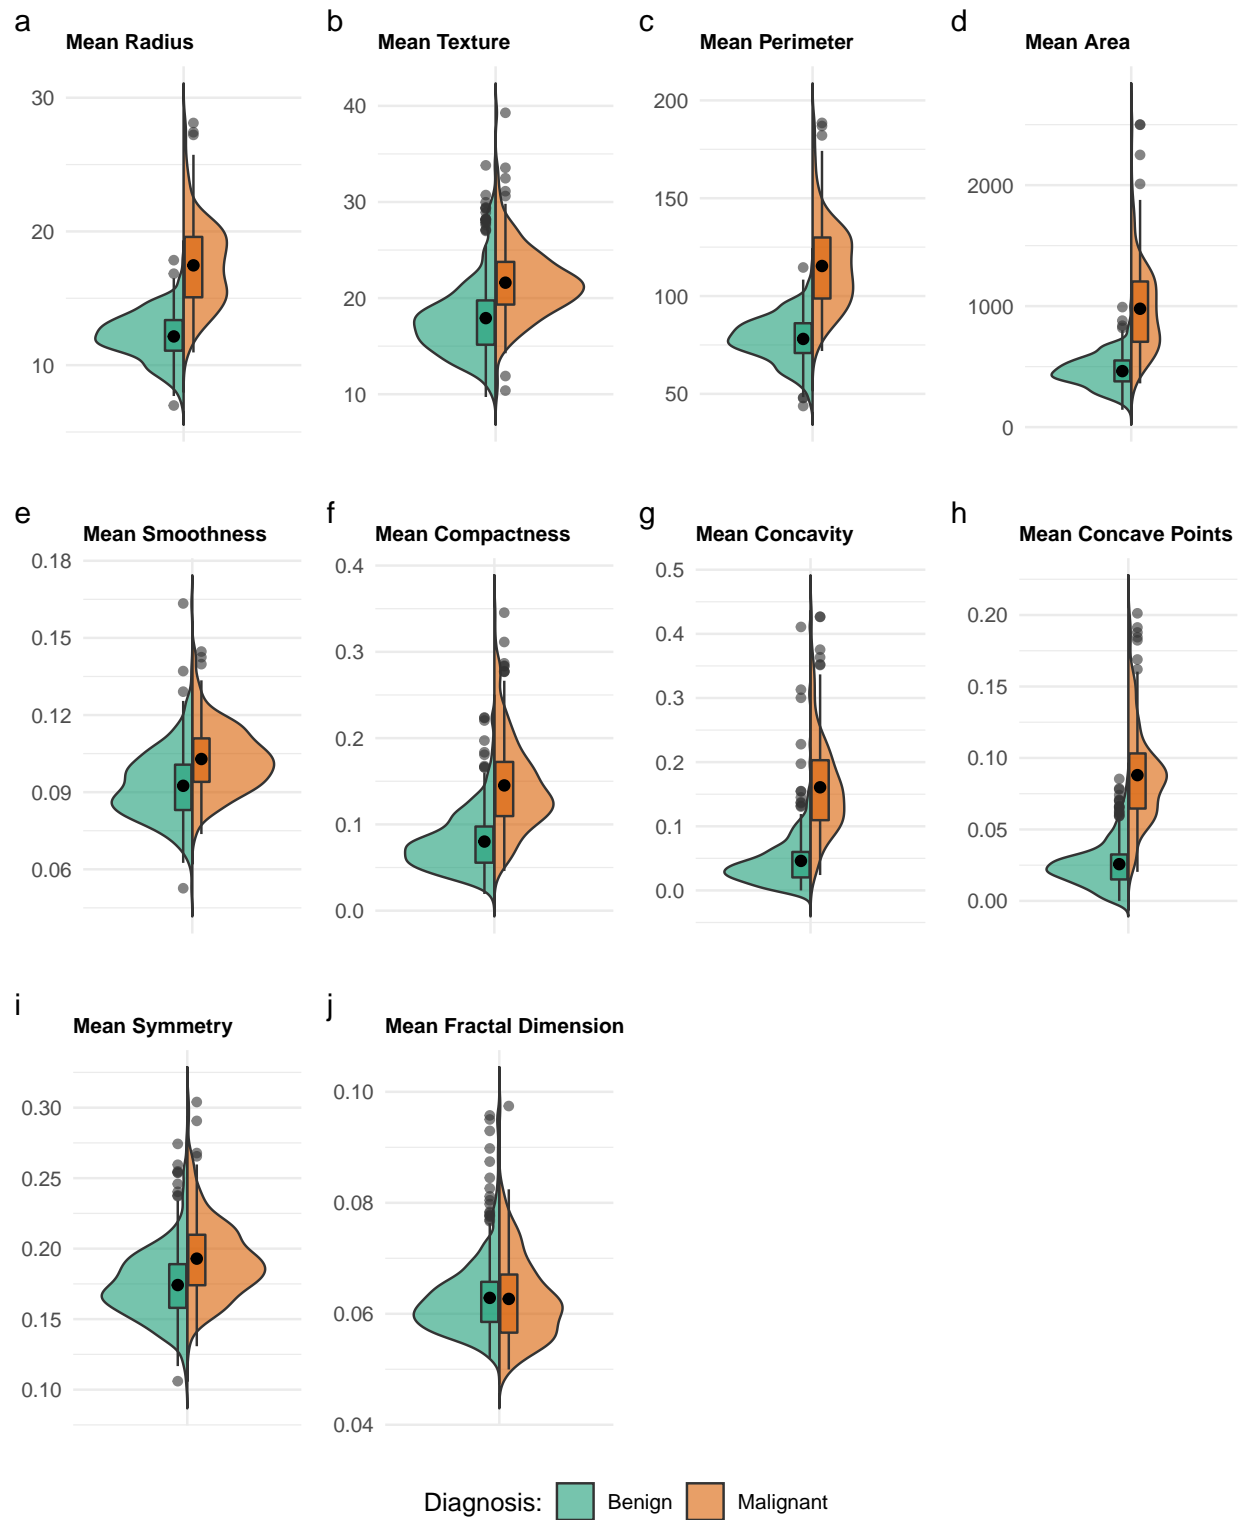 a
Mean Radius
30
20
10
b
Mean Texture
40
30
20
10
c
Mean Perimeter
200
150
100
50
d
Mean Area
2000
1000
0
e
Mean Smoothness
0.18
0.15
0.12
0.09
0.06
f
Mean Compactness
0.4
0.3
0.2
0.1
0.0
g
Mean Concavity
0.5
0.4
0.3
0.2
0.1
0.0
h
Mean Concave Points
0.20
0.15
0.10
0.05
0.00
i
Mean Symmetry
0.30
0.25
0.20
0.15
0.10
j
Mean Fractal Dimension
0.10
0.08
0.06
0.04
Diagnosis: Benign Malignant